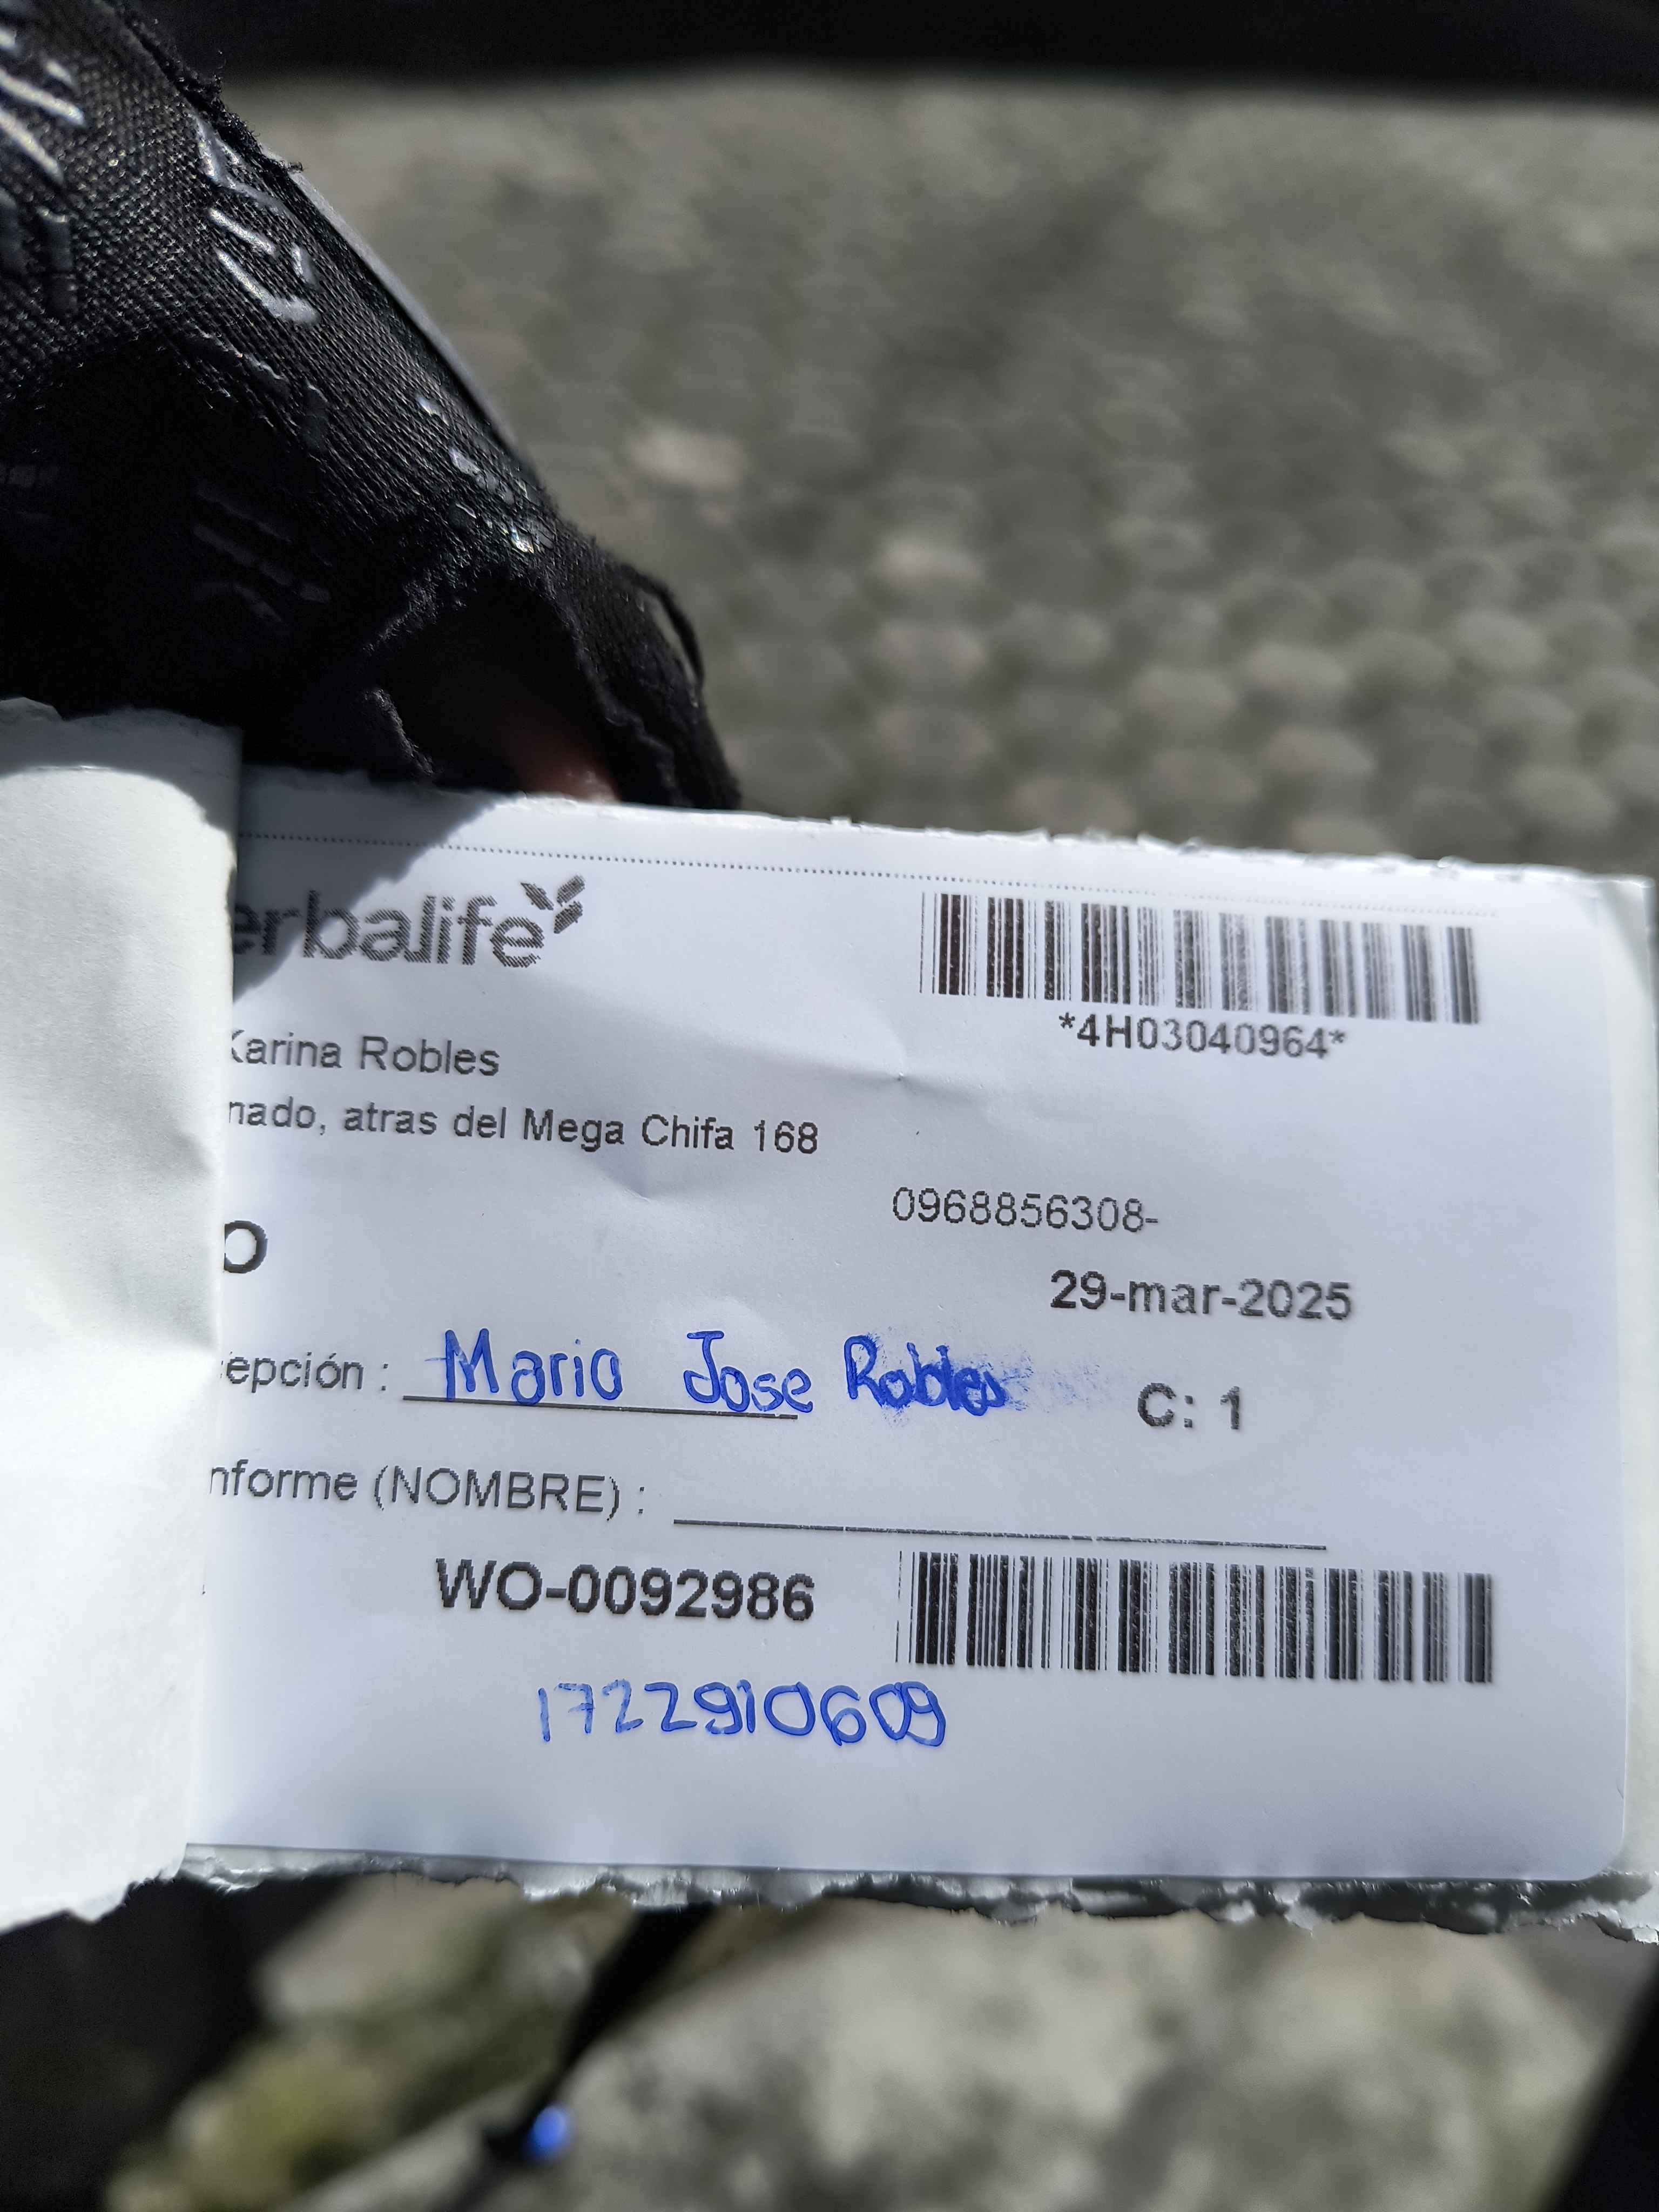 erbalife
*4H03040964*
Karina Robles
nado, atras del Mega Chifa 168
0968856308-
O
29-mar-2025
epción : Mario Jose Robles
C: 1
nforme (NOMBRE) :
WO-0092986
1722910609